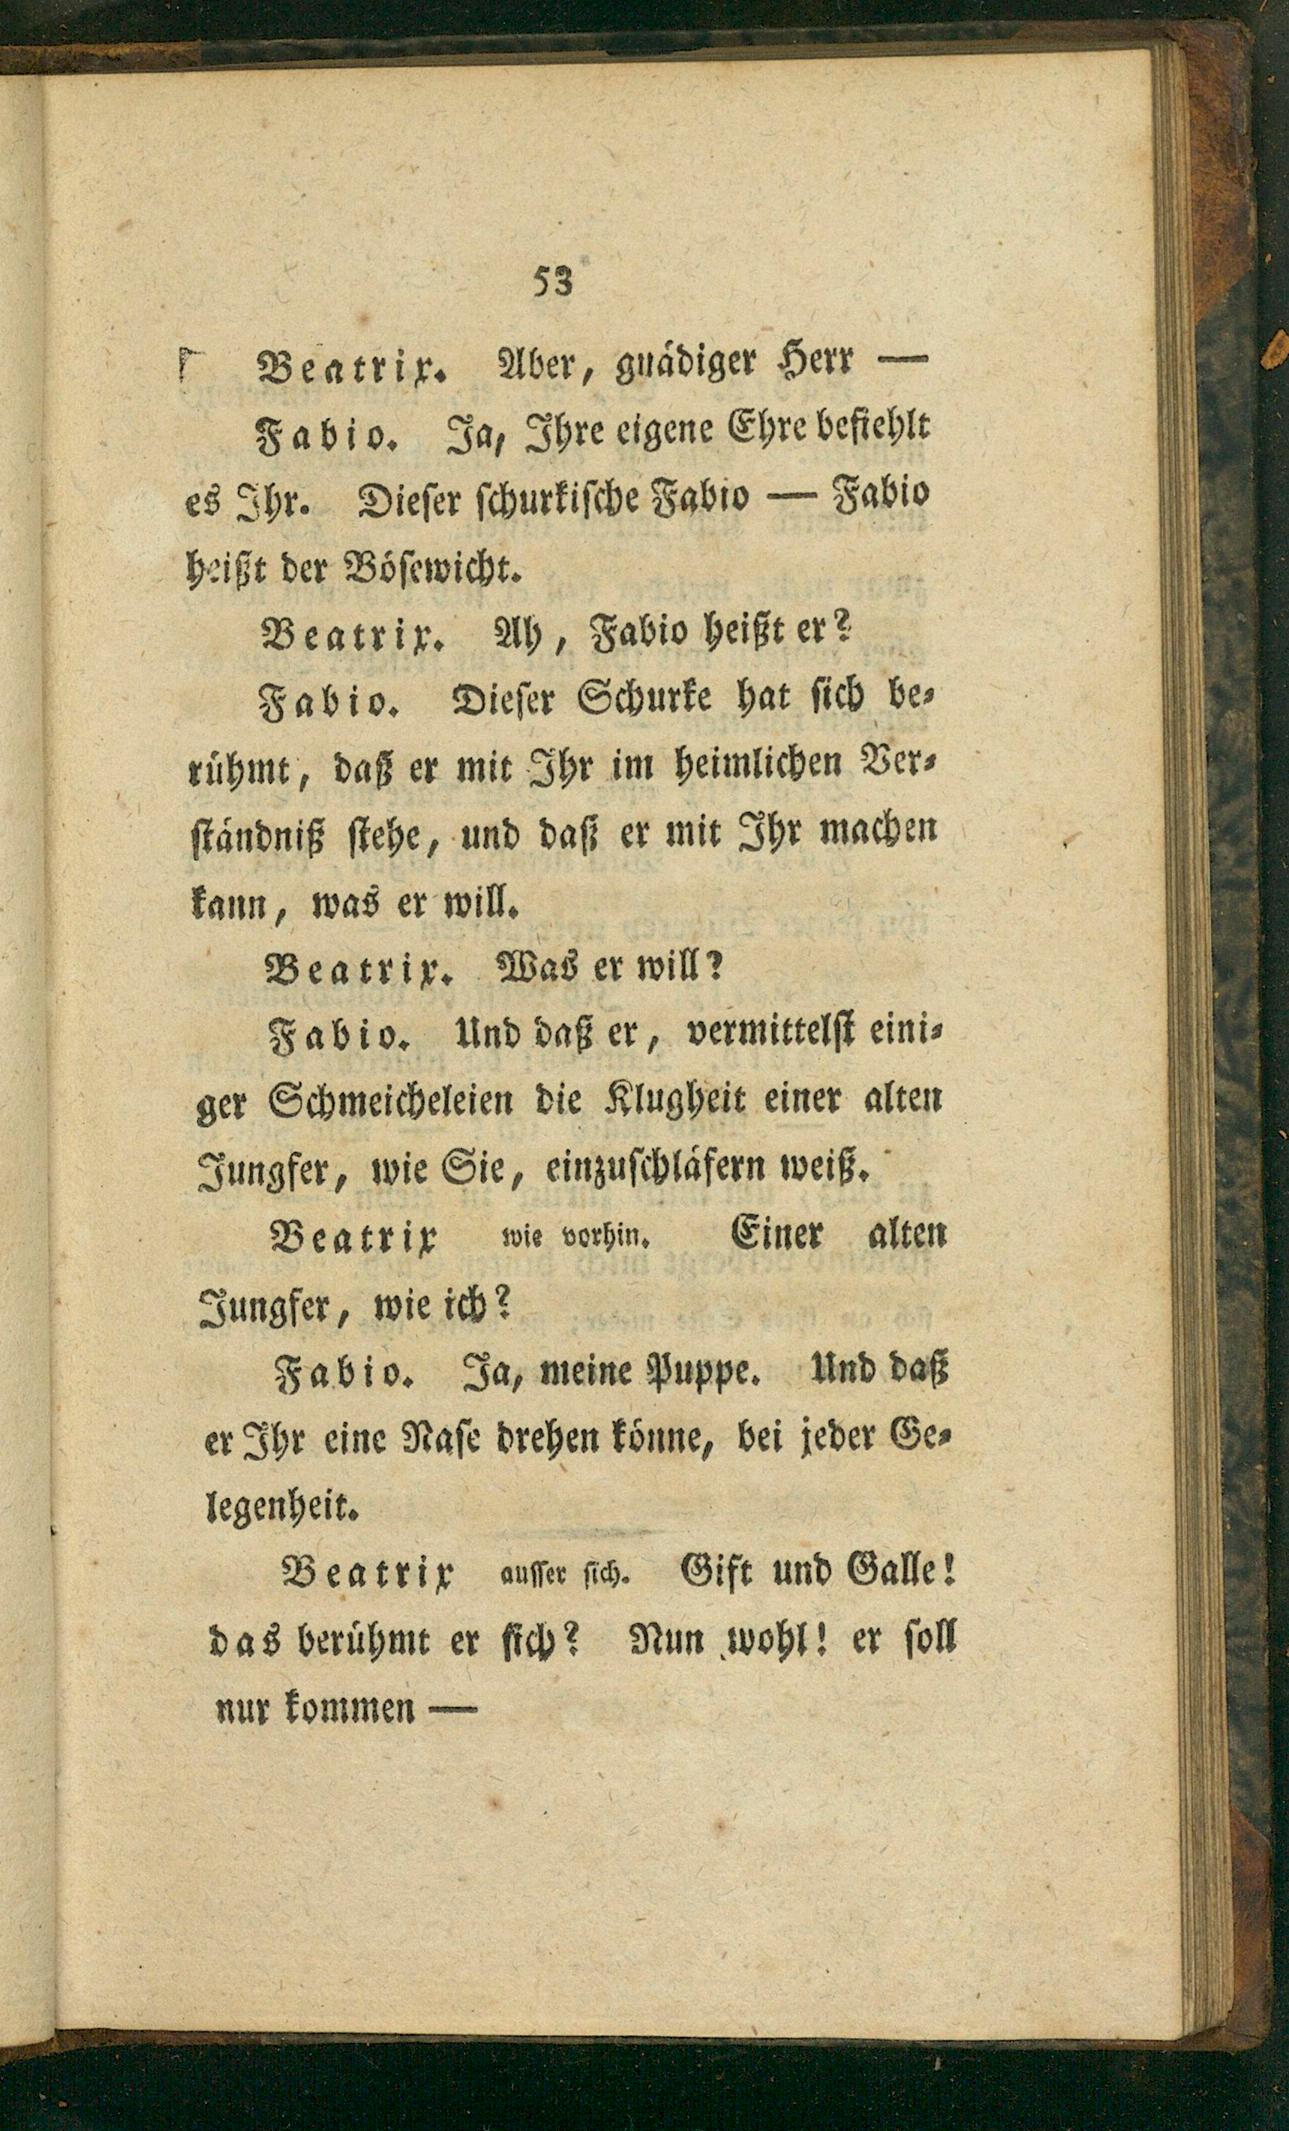 53
Beatrix. Aber, gnädiger Herr —
Fabio. Ja, Ihre eigene Ehre befiehlt
es Ihr. Dieser schurkische Fabio — Fabio
heißt der Bösewicht.
Beatrix. Ah, Fabio heißt er?
Fabio. Dieser Schurke hat sich be-
rühmt, daß er mit Ihr im heimlichen Ver-
ständniß stehe, und daß er mit Ihr machen
kann, was er will.
Beatrix. Was er will?
Fabio. Und daß er, vermittelst eini-
ger Schmeicheleien die Klugheit einer alten
Jungfer, wie Sie, einzuschläfern weiß.
Beatrix wie vorhin. Einer alten
Jungfer, wie ich?
Fabio. Ja, meine Puppe. Und daß
er Ihr eine Nase drehen könne, bei jeder Ge-
legenheit.
Beatrix ausser sich. Gift und Galle!
das berühmt er sich? Nun wohl! er soll
nur kommen —